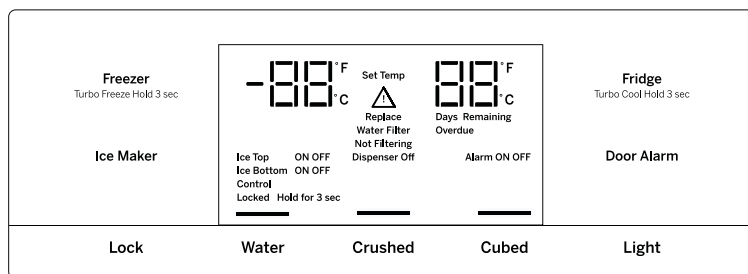 Freezer
Turbo Freeze Hold 3 sec
Ice Maker
-88 °F
°C
Set Temp
!
Replace
Water Filter
Not Filtering
Dispenser Off
88 °F
°C
Days Remaining
Overdue
Ice Top ON OFF
Ice Bottom ON OFF
Control
Locked Hold for 3 sec
Alarm ON OFF
Fridge
Turbo Cool Hold 3 sec
Door Alarm
Lock Water Crushed Cubed Light